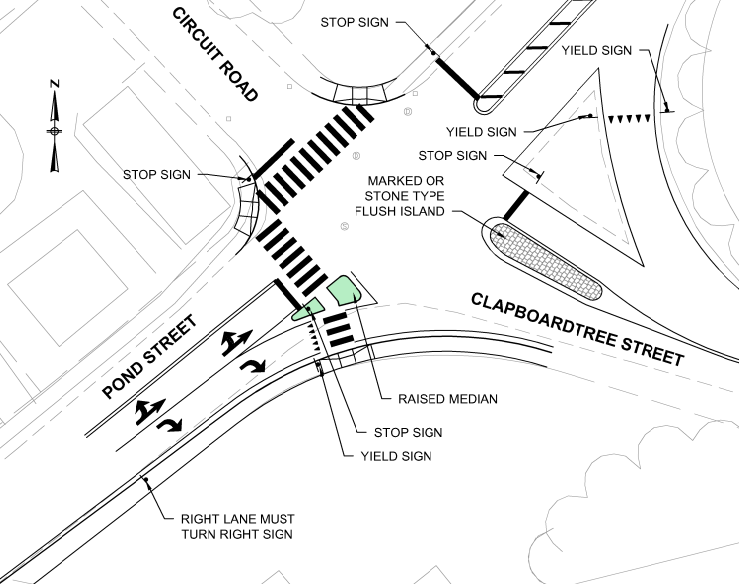 STOP SIGN
CIRCUIT ROAD
YIELD SIGN
N
YIELD SIGN
STOP SIGN
STOP SIGN
MARKED OR
STONE TYPE
FLUSH ISLAND
CLAPBOARDTREE STREET
POND STREET
RAISED MEDIAN
STOP SIGN
YIELD SIGN
RIGHT LANE MUST
TURN RIGHT SIGN